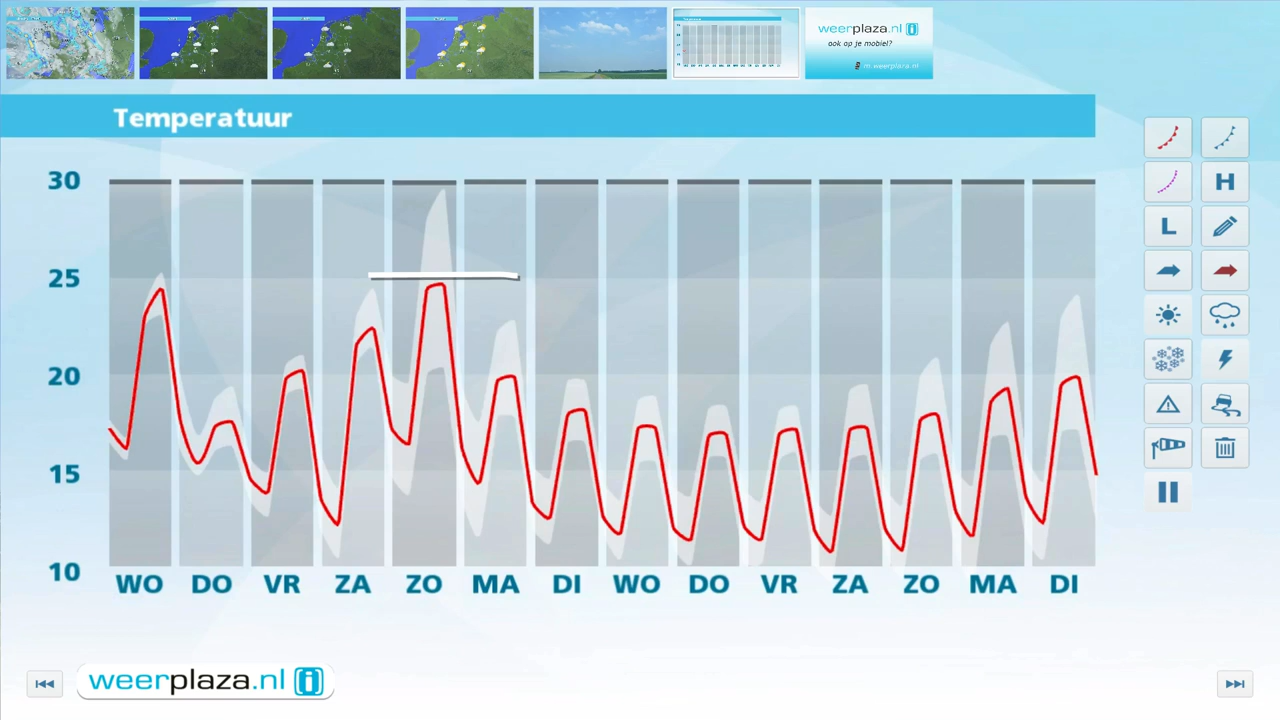 weerplaza.nl i
ook op je mobiel?
m.weerplaza.nl
Temperatuur
30
25
20
15
10
WO DO VR ZA ZO MA DI WO DO VR ZA ZO MA DI
H
L
weerplaza.nl i